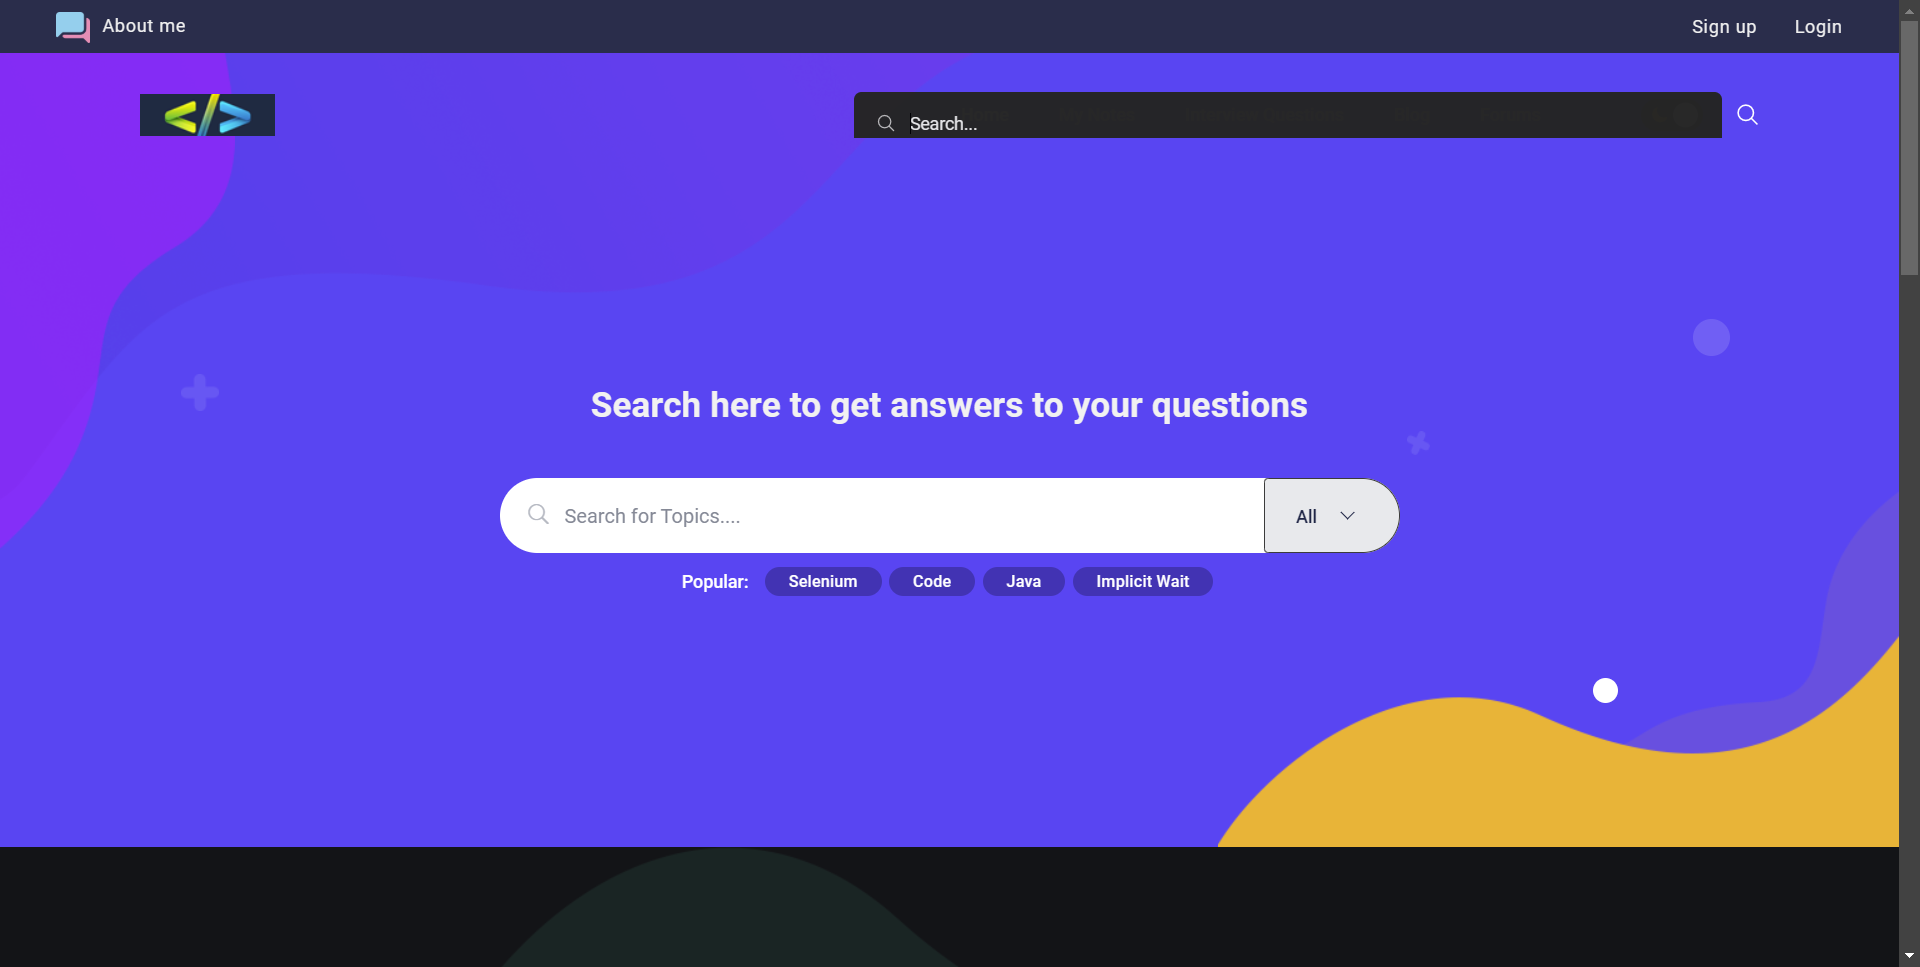 About me
Sign up
Login
</>
Search...
Search here to get answers to your questions
Search for Topics....
All
Popular: Selenium Code Java Implicit Wait